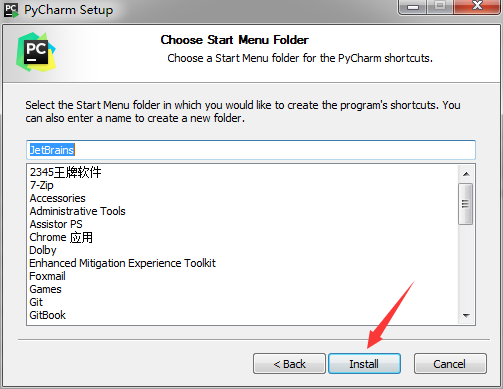 PyCharm Setup
Choose Start Menu Folder
Choose a Start Menu folder for the PyCharm shortcuts.
Select the Start Menu folder in which you would like to create the program's shortcuts. You
can also enter a name to create a new folder.
JetBrains
2345王牌软件
7-Zip
Accessories
Administrative Tools
Assistor PS
Chrome 应用
Dolby
Enhanced Mitigation Experience Toolkit
Foxmail
Games
Git
GitBook
< Back Install Cancel